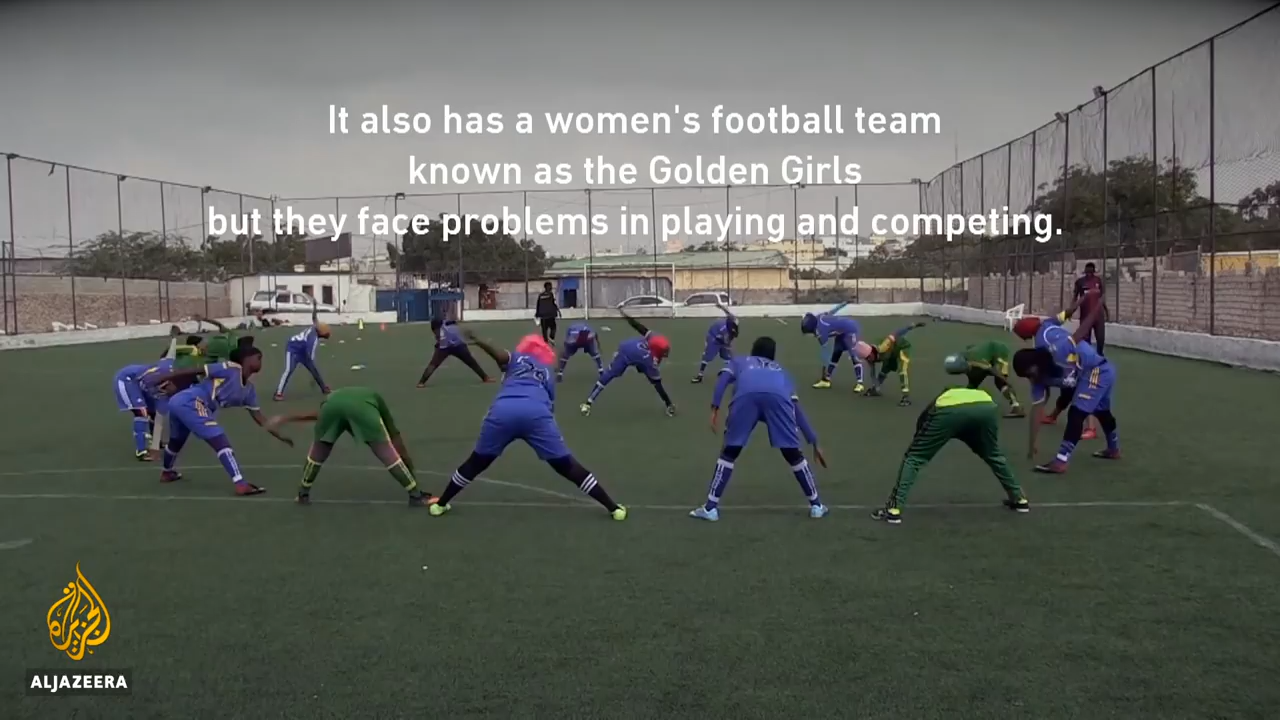 It also has a women's football team
known as the Golden Girls
but they face problems in playing and competing.
الجزيرة
ALJAZEERA